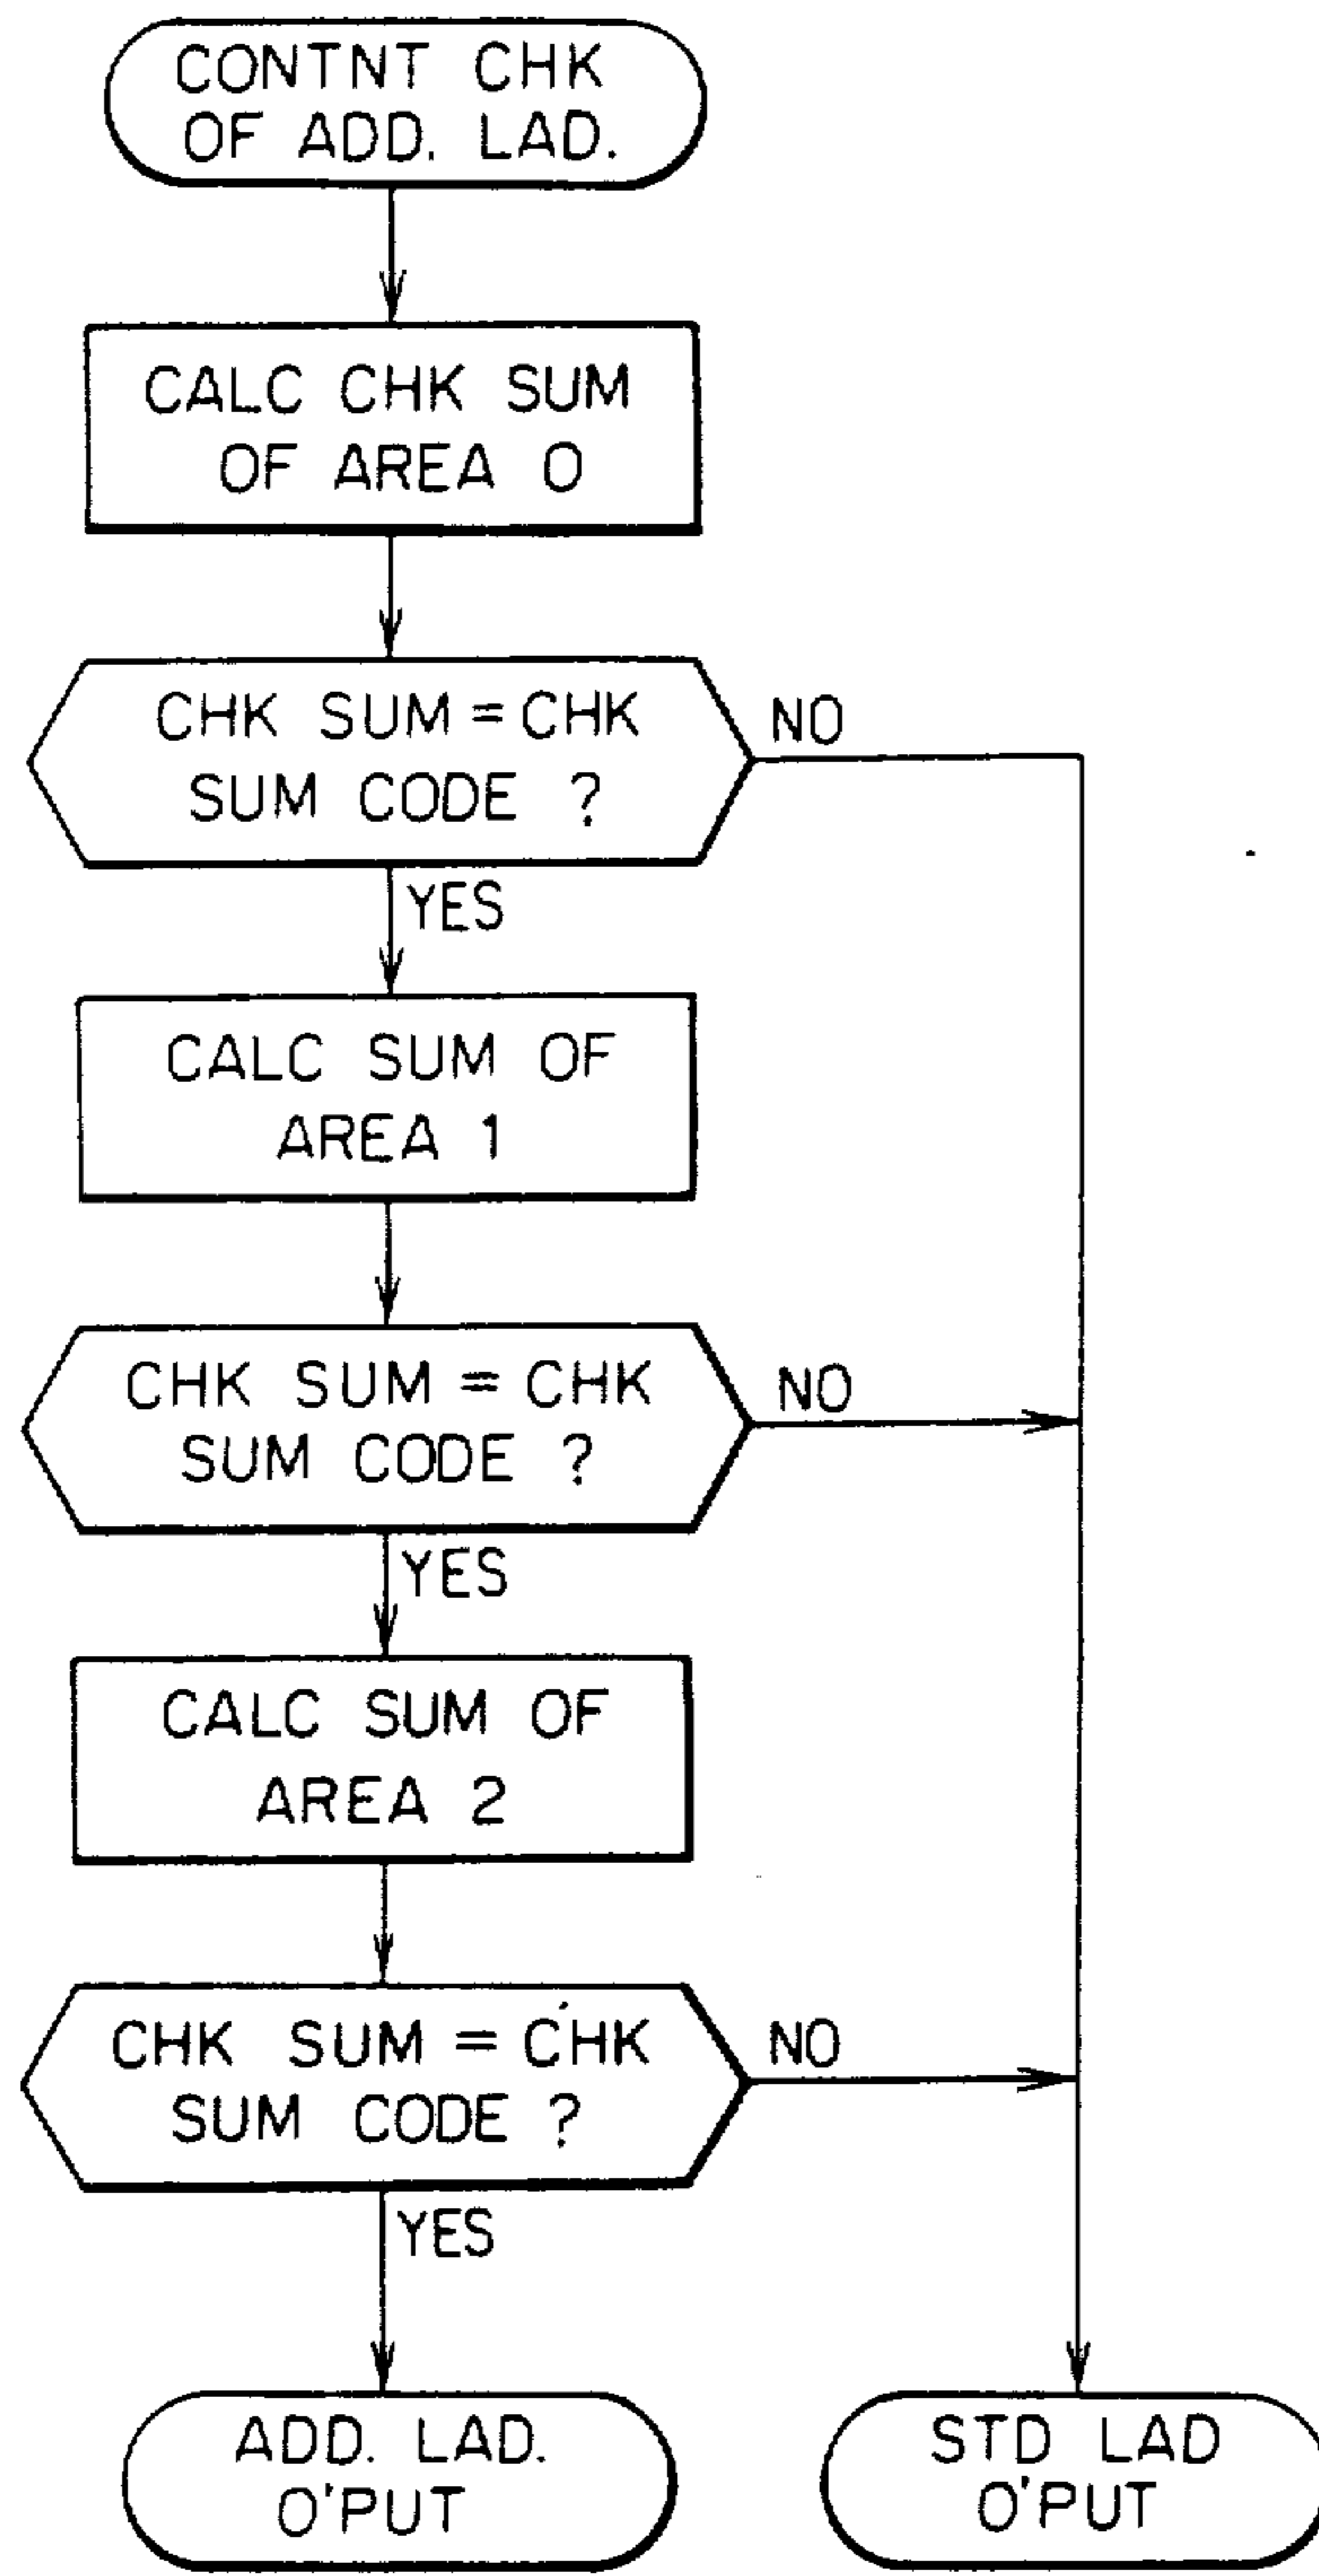 CONTNT CHK
OF ADD. LAD.
CALC CHK SUM
OF AREA 0
CHK SUM = CHK
SUM CODE ?
NO
YES
CALC SUM OF
AREA 1
CHK SUM = CHK
SUM CODE ?
NO
YES
CALC SUM OF
AREA 2
CHK SUM = CHK
SUM CODE ?
NO
YES
ADD. LAD.
O'PUT
STD LAD
O'PUT